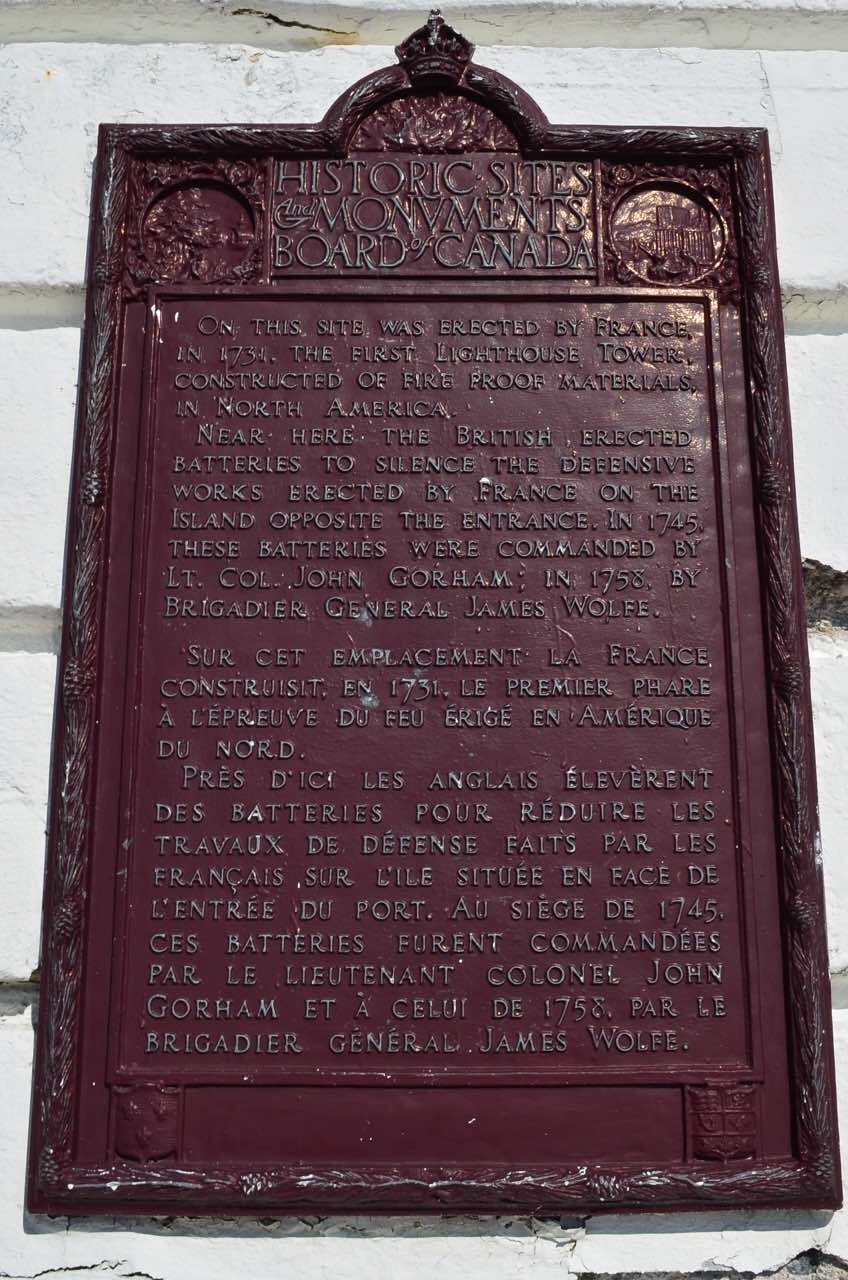 HISTORIC SITES
And MONVMENTS
BOARD of CANADA
ON THIS SITE WAS ERECTED BY FRANCE,
IN 1731, THE FIRST LIGHTHOUSE TOWER,
CONSTRUCTED OF FIRE PROOF MATERIALS,
IN NORTH AMERICA.
NEAR HERE THE BRITISH ERECTED
BATTERIES TO SILENCE THE DEFENSIVE
WORKS ERECTED BY FRANCE ON THE
ISLAND OPPOSITE THE ENTRANCE. IN 1745,
THESE BATTERIES WERE COMMANDED BY
LT. COL. JOHN GORHAM; IN 1758, BY
BRIGADIER GENERAL JAMES WOLFE.
SUR CET EMPLACEMENT LA FRANCE
CONSTRUISIT, EN 1731, LE PREMIER PHARE
À L'ÉPREUVE DU FEU ÉRIGÉ EN AMÉRIQUE
DU NORD.
PRÈS D'ICI LES ANGLAIS ÉLEVÈRENT
DES BATTERIES POUR RÉDUIRE LES
TRAVAUX DE DÉFENSE FAITS PAR LES
FRANÇAIS SUR L'ILE SITUÉE EN FACE DE
L'ENTRÉE DU PORT. AU SIÈGE DE 1745,
CES BATTERIES FURENT COMMANDÉES
PAR LE LIEUTENANT COLONEL JOHN
GORHAM ET À CELUI DE 1758, PAR LE
BRIGADIER GÉNÉRAL JAMES WOLFE.